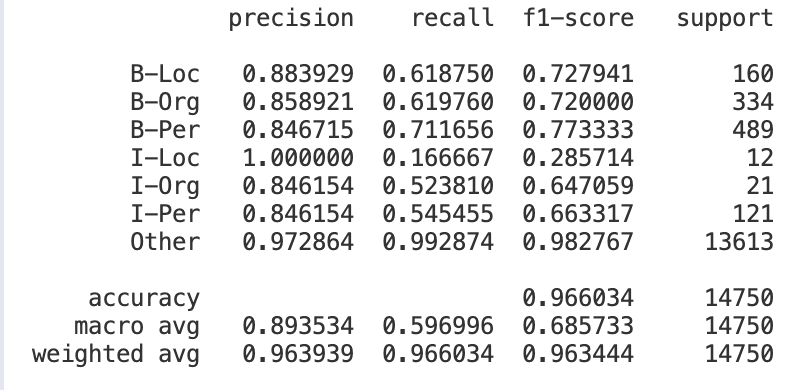 precision recall f1-score support
B-Loc 0.883929 0.618750 0.727941 160
B-Org 0.858921 0.619760 0.720000 334
B-Per 0.846715 0.711656 0.773333 489
I-Loc 1.000000 0.166667 0.285714 12
I-Org 0.846154 0.523810 0.647059 21
I-Per 0.846154 0.545455 0.663317 121
Other 0.972864 0.992874 0.982767 13613
accuracy 0.966034 14750
macro avg 0.893534 0.596996 0.685733 14750
weighted avg 0.963939 0.966034 0.963444 14750